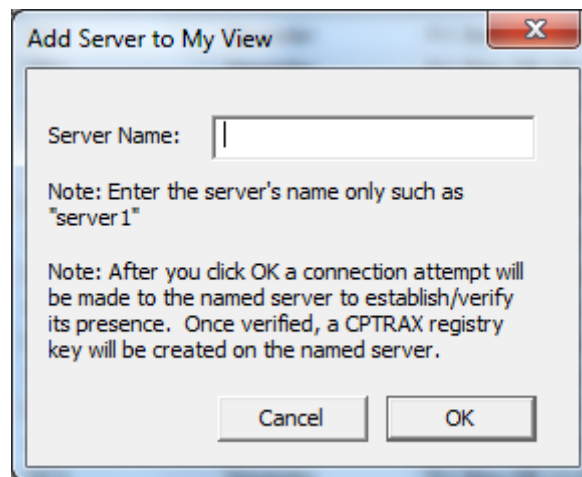 Add Server to My View
Server Name:
Note: Enter the server's name only such as
"server1"
Note: After you click OK a connection attempt will
be made to the named server to establish/verify
its presence.  Once verified, a CPTRAX registry
key will be created on the named server.
Cancel OK